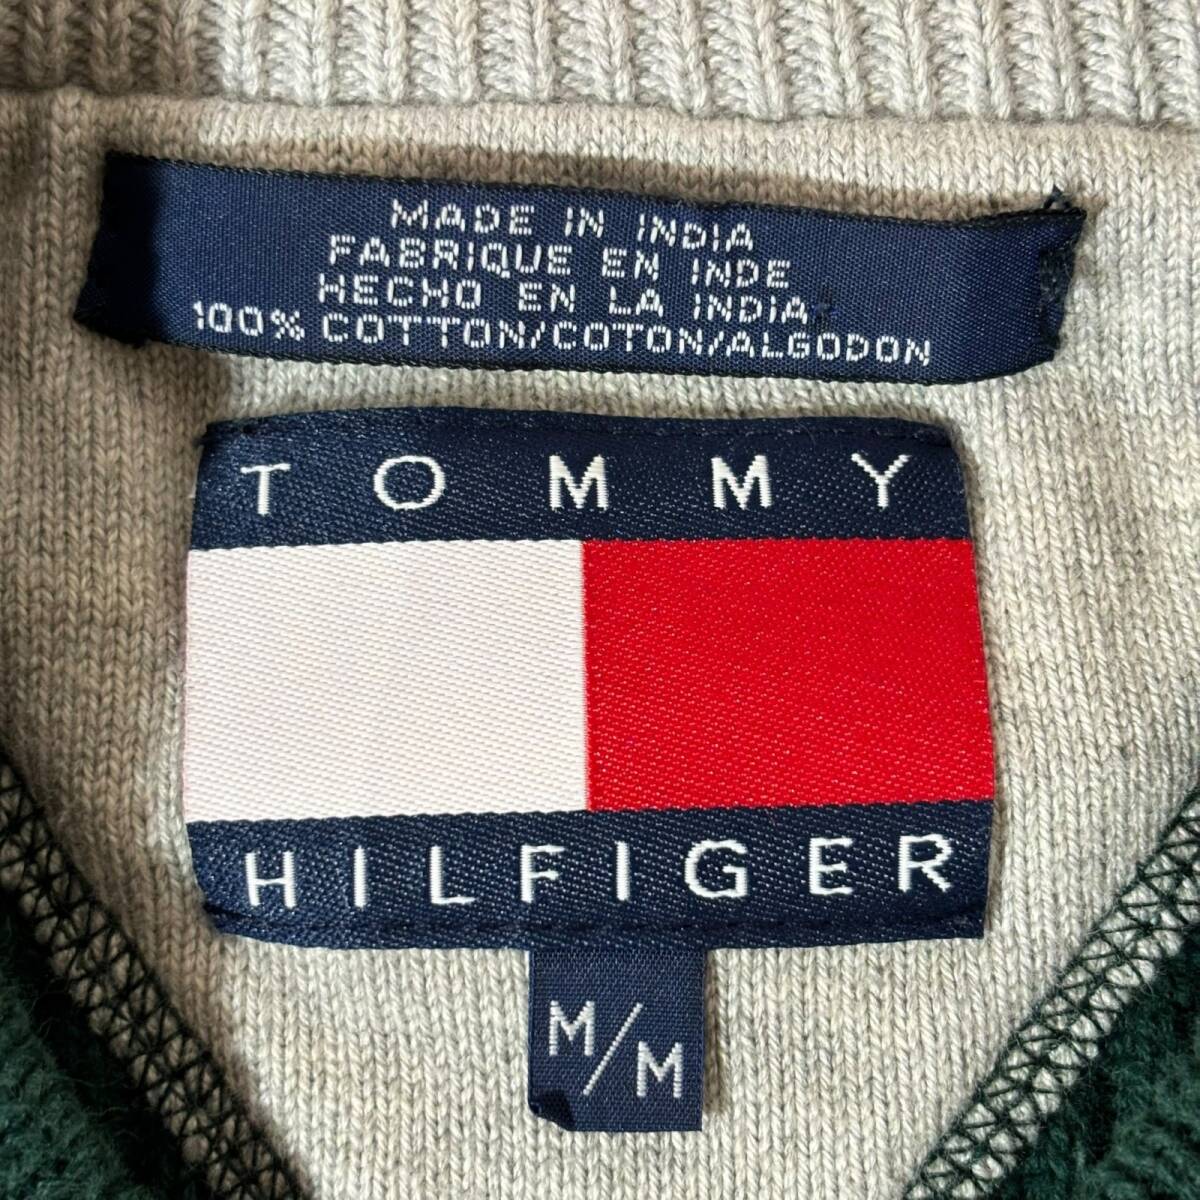 MADE IN INDIA
FABRIQUE EN INDE
HECHO EN LA INDIA
100% COTTON/COTON/ALGODON
TOMMY
HILFIGER
M/M